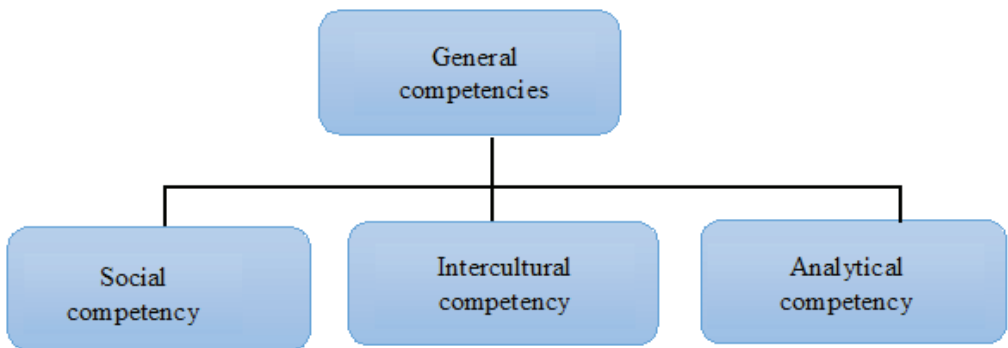 General
competencies
Social
competency
Intercultural
competency
Analytical
competency